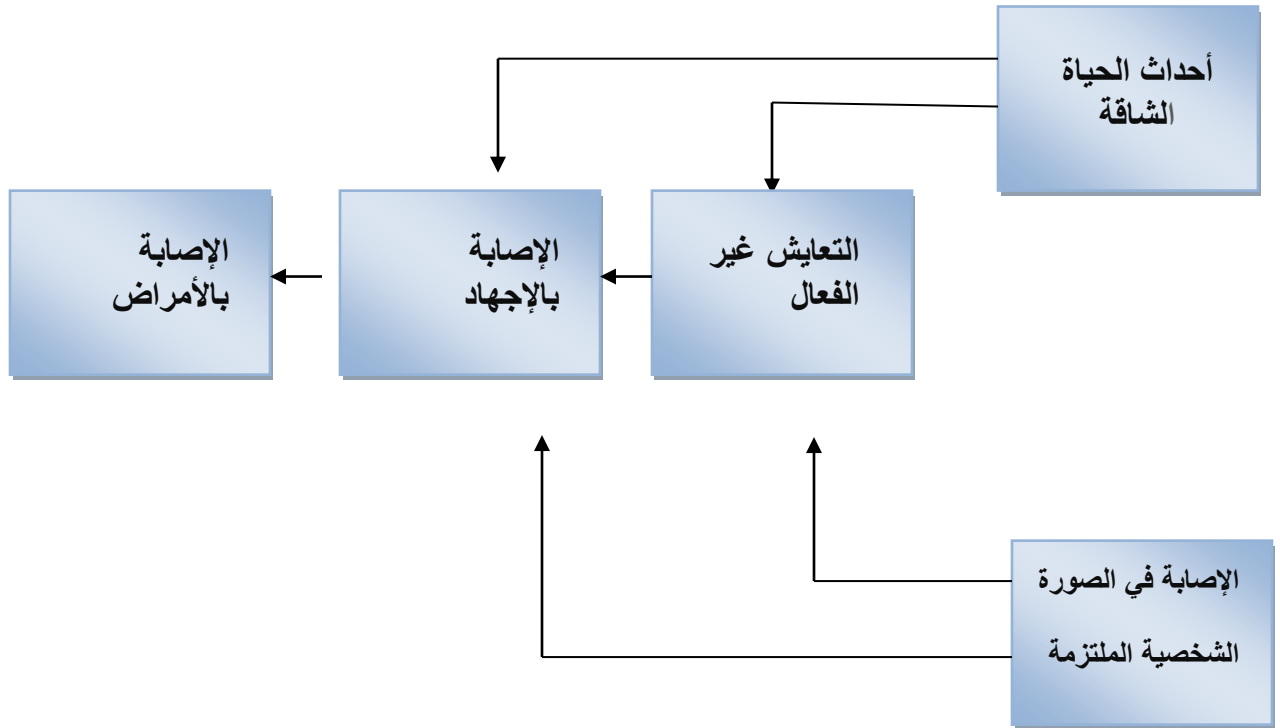 أحداث الحياة
الشاقة
التعايش غير
الفعال
الإصابة
بالإجهاد
الإصابة
بالأمراض
الإصابة في الصورة
الشخصية الملتزمة